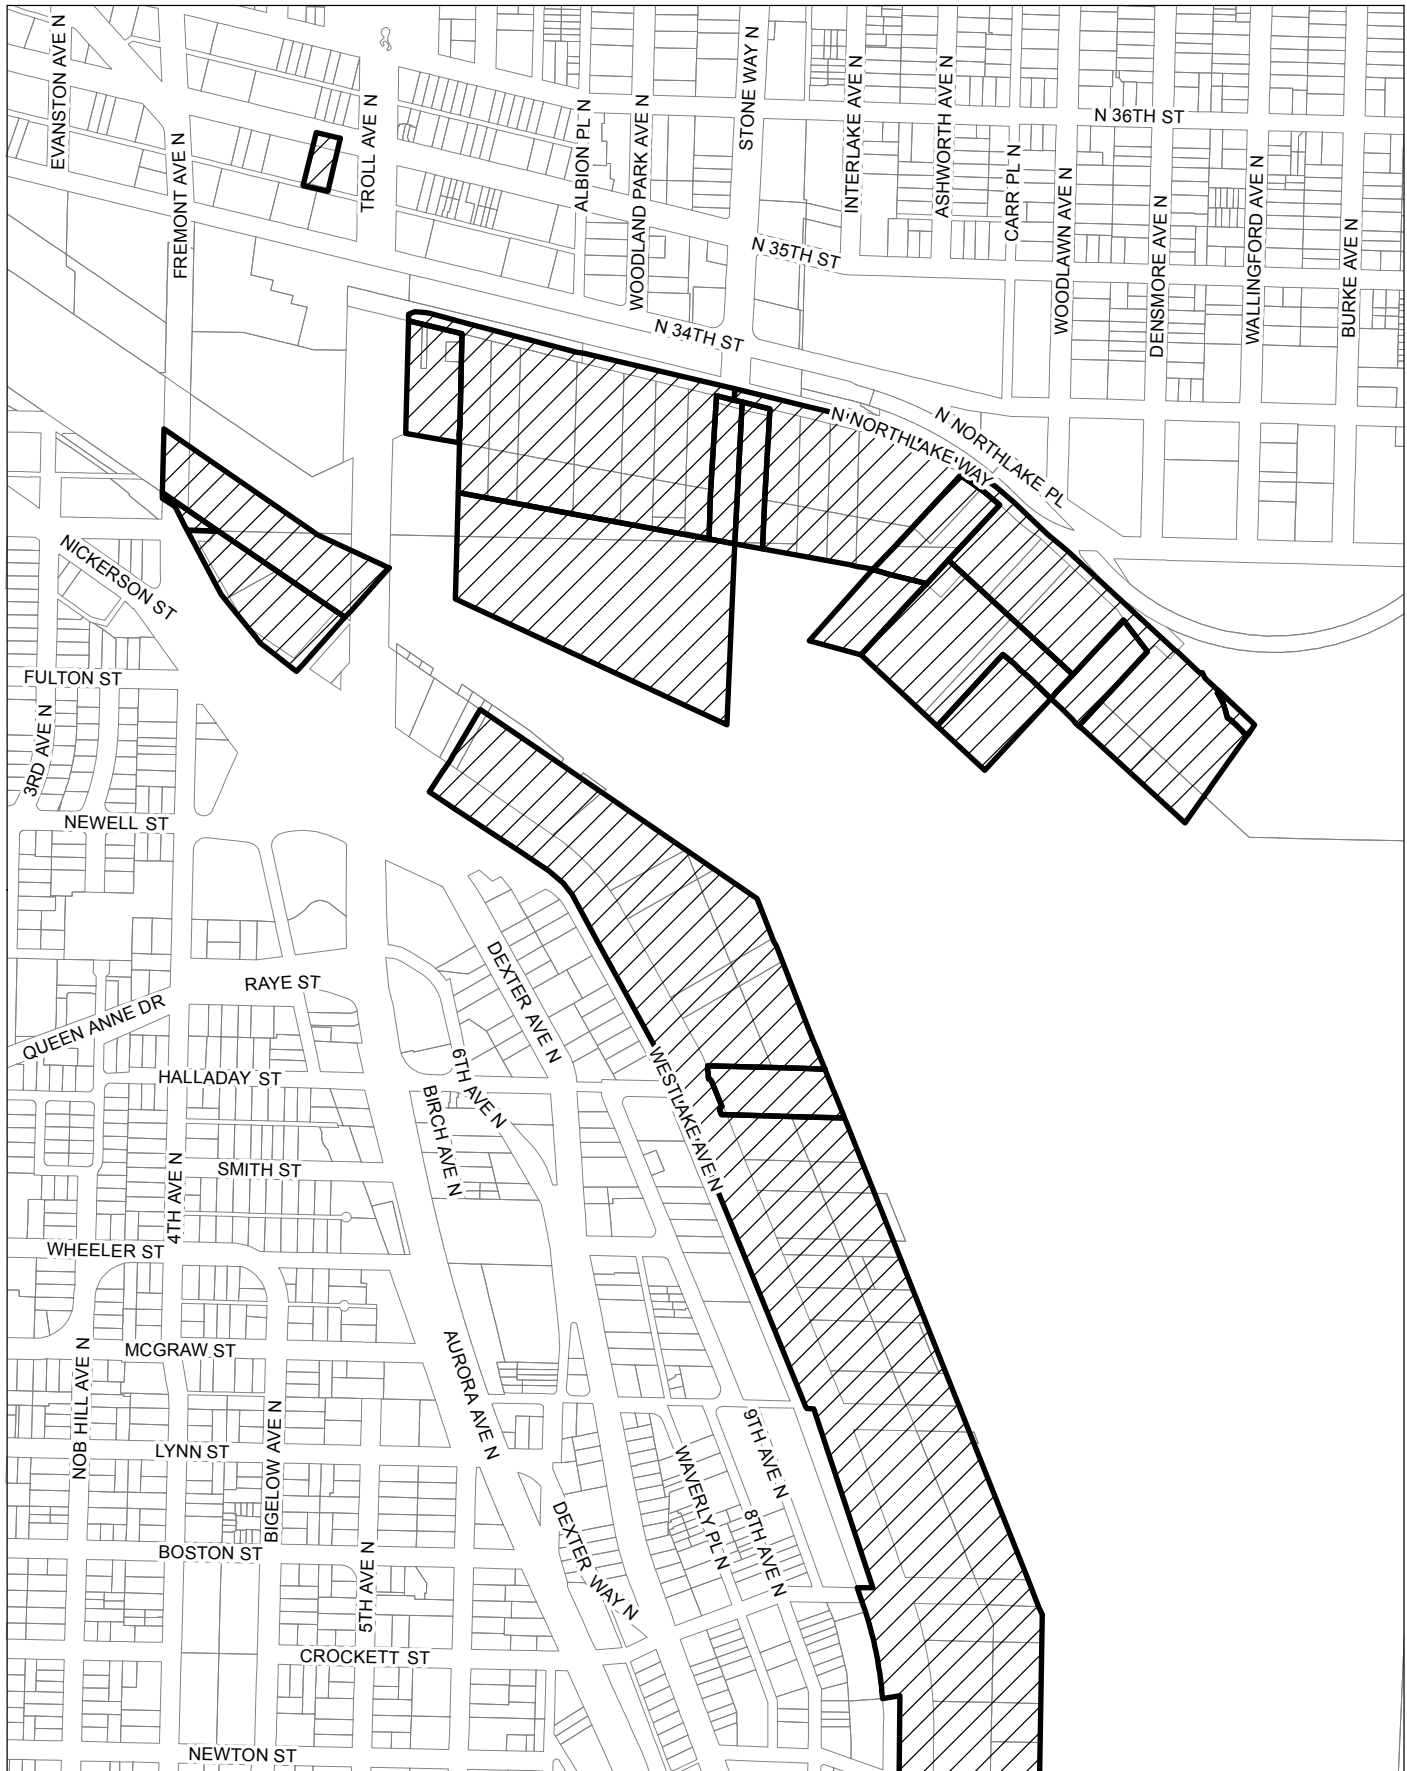 EVANSTON AVE N
FREMONT AVE N
TROLL AVE N
ALBION PL N
WOODLAND PARK AVE N
STONE WAY N
INTERLAKE AVE N
ASHWORTH AVE N
CARR PL N
WOODLAWN AVE N
N 36TH ST
DENSMORE AVE N
WALLINGFORD AVE N
BURKE AVE N
N 35TH ST
N 34TH ST
N NORTHLAKE WAY
N NORTHLAKE PL
NICKERSON ST
FULTON ST
3RD AVE N
NEWELL ST
RAYE ST
DEXTER AVE N
QUEEN ANNE DR
HALLADAY ST
6TH AVE N
BIRCH AVE N
WESTLAKE AVE N
SMITH ST
4TH AVE N
WHEELER ST
MCGRAW ST
NOB HILL AVE N
AURORA AVE N
LYNN ST
BIGELOW AVE N
9TH AVE N
WAVERLY PL N
8TH AVE N
BOSTON ST
5TH AVE N
DEXTER WAY N
CROCKETT ST
NEWTON ST